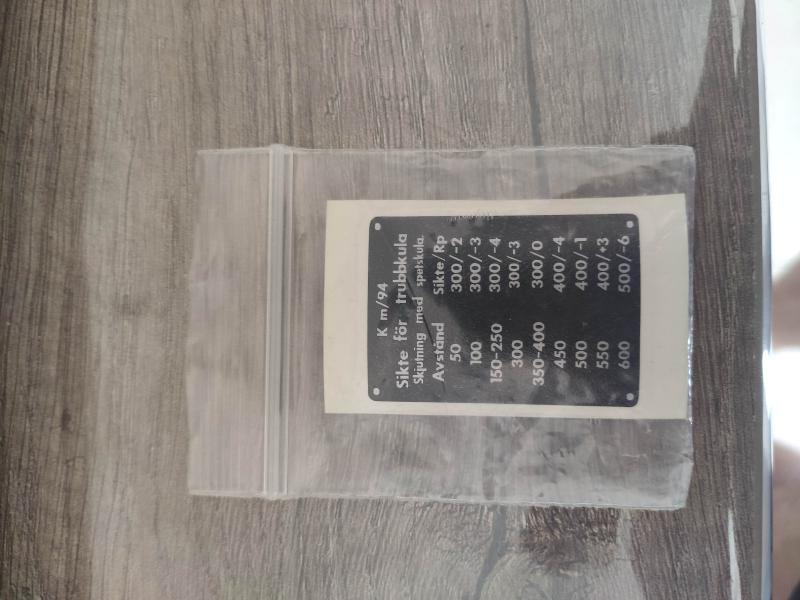 K m/94
Sikte för trubbkula
Skjutning med spetskula.
Avstånd Sikte/Rp
50 300/-2
100 300/-3
150-250 300/-4
300 300/-3
350-400 300/0
450 400/-4
500 400/-1
550 400/+3
600 500/-6